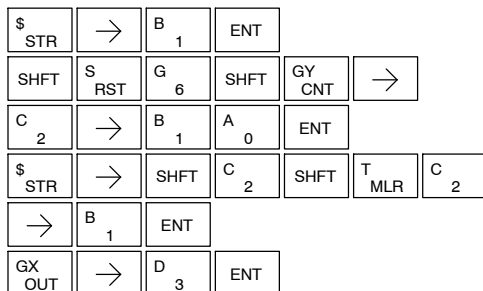 $ STR → B 1 ENT
SHFT S RST G 6 SHFT GY CNT →
C 2 → B 1 A 0 ENT
$ STR → SHFT C 2 SHFT T MLR C 2
→ B 1 ENT
GX OUT → D 3 ENT